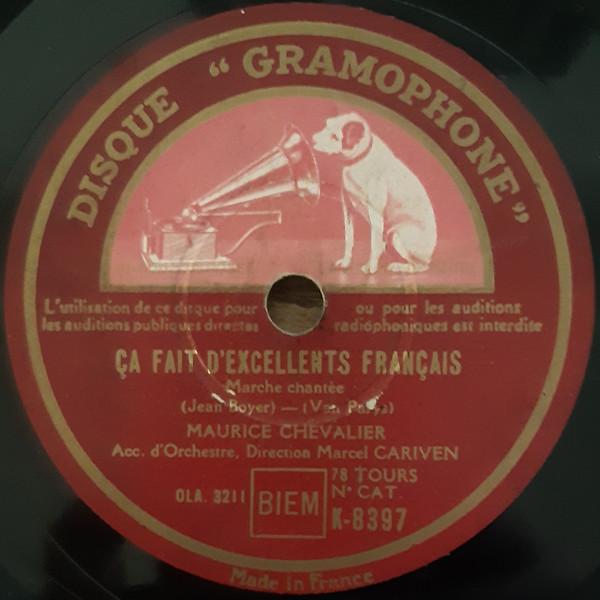 DISQUE “GRAMOPHONE”
L'utilisation de ce disque pour ou pour les auditions
les auditions publiques directes radiophoniques est interdite
ÇA FAIT D'EXCELLENTS FRANÇAIS
Marche chantée
(Jean Boyer) — (Van Parys)
MAURICE CHEVALIER
Acc. d'Orchestre, Direction Marcel CARIVEN
OLA. 3211 BIEM 78 TOURS
N° CAT.
K-8397
Made in France